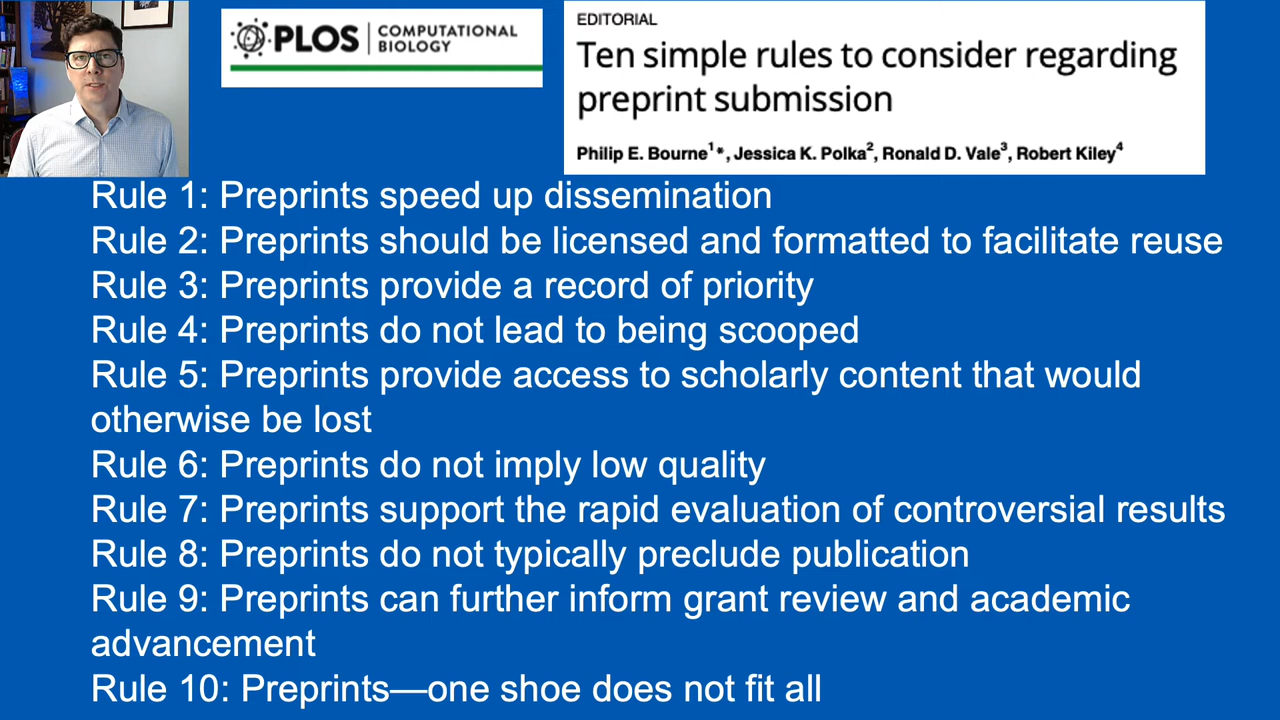 PLOS | COMPUTATIONAL
BIOLOGY
EDITORIAL
Ten simple rules to consider regarding
preprint submission
Philip E. Bourne1*, Jessica K. Polka2, Ronald D. Vale3, Robert Kiley4
Rule 1: Preprints speed up dissemination
Rule 2: Preprints should be licensed and formatted to facilitate reuse
Rule 3: Preprints provide a record of priority
Rule 4: Preprints do not lead to being scooped
Rule 5: Preprints provide access to scholarly content that would
otherwise be lost
Rule 6: Preprints do not imply low quality
Rule 7: Preprints support the rapid evaluation of controversial results
Rule 8: Preprints do not typically preclude publication
Rule 9: Preprints can further inform grant review and academic
advancement
Rule 10: Preprints—one shoe does not fit all